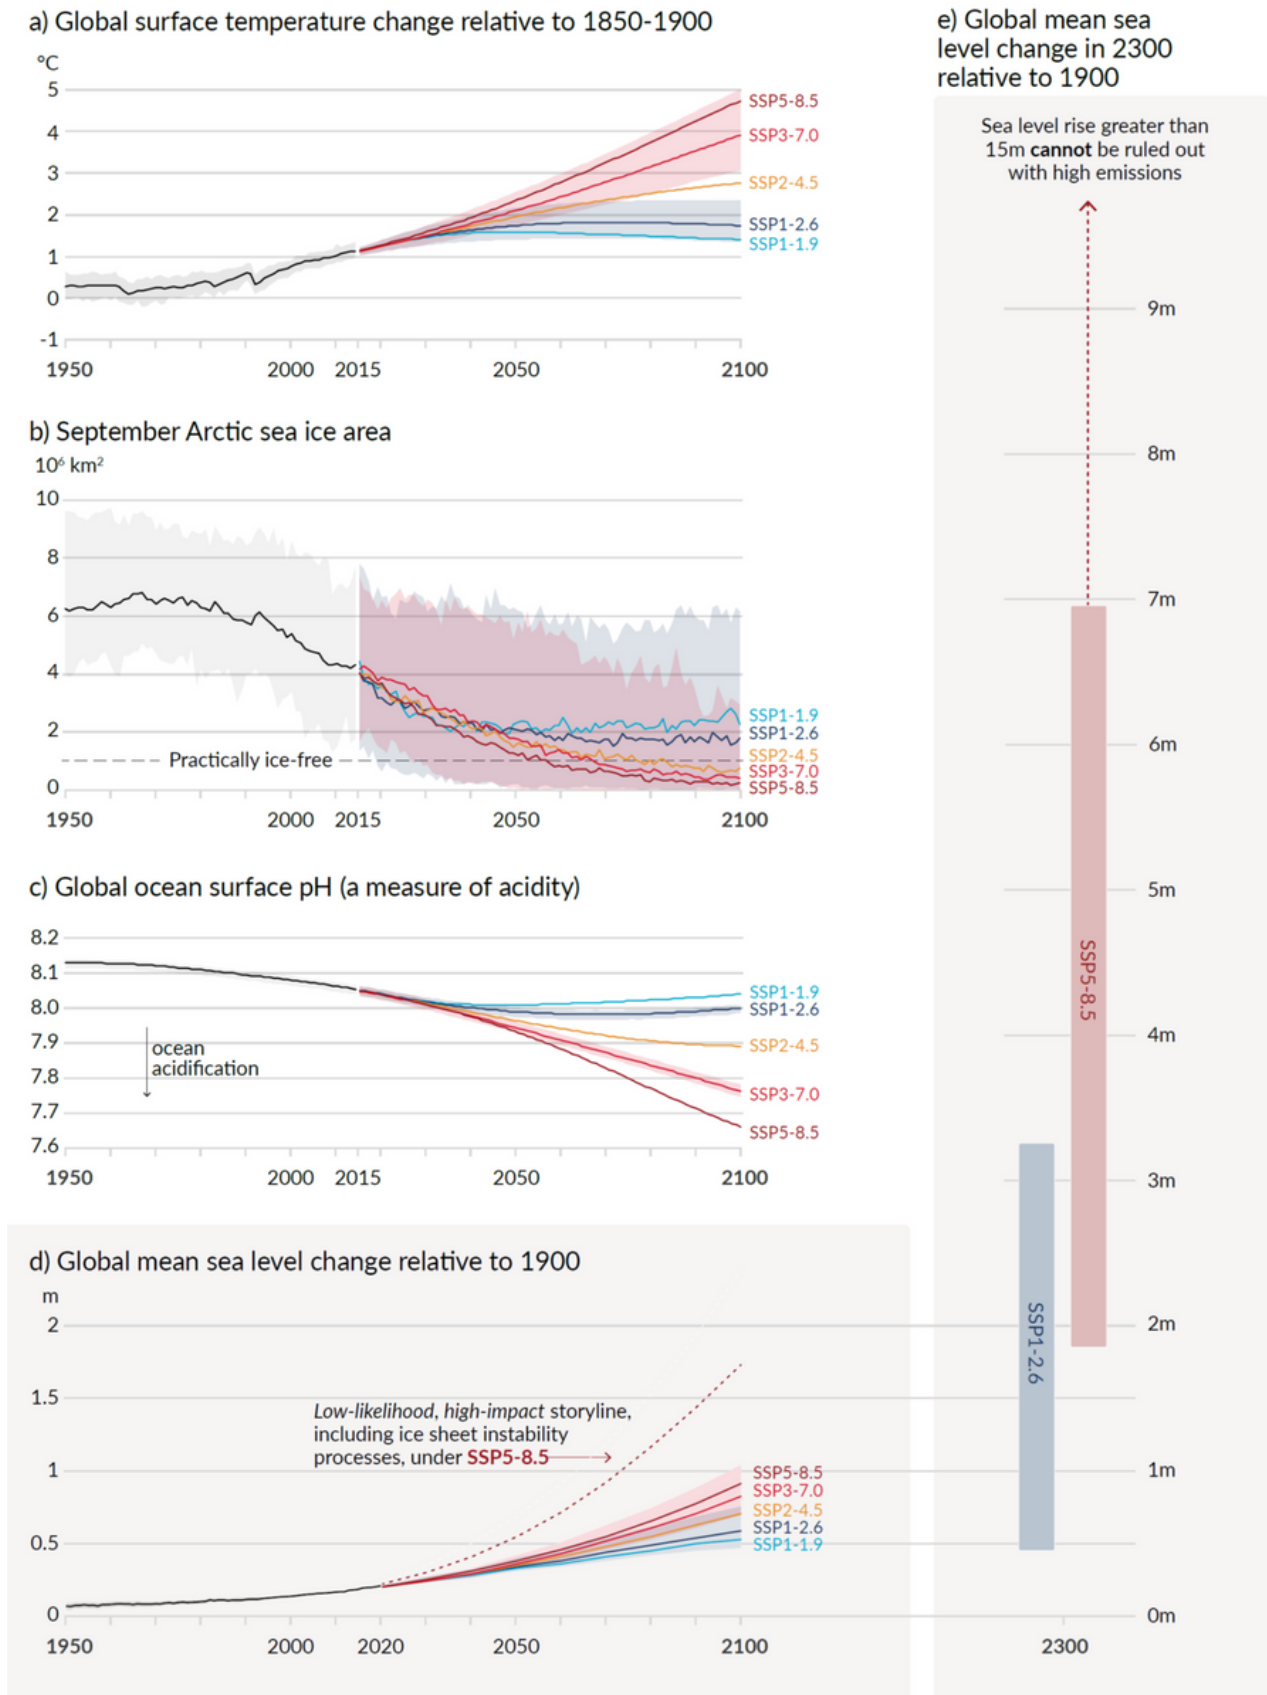 a) Global surface temperature change relative to 1850-1900
°C
5
4
3
2
1
0
-1
SSP5-8.5
SSP3-7.0
SSP2-4.5
SSP1-2.6
SSP1-1.9
1950 2000 2015 2050 2100
b) September Arctic sea ice area
10⁶ km²
10
8
6
4
2
0
Practically ice-free
SSP1-1.9
SSP1-2.6
SSP2-4.5
SSP3-7.0
SSP5-8.5
1950 2000 2015 2050 2100
c) Global ocean surface pH (a measure of acidity)
8.2
8.1
8.0
7.9
7.8
7.7
7.6
ocean
acidification
SSP1-1.9
SSP1-2.6
SSP2-4.5
SSP3-7.0
SSP5-8.5
1950 2000 2015 2050 2100
d) Global mean sea level change relative to 1900
m
2
1.5
1
0.5
0
Low-likelihood, high-impact storyline,
including ice sheet instability
processes, under SSP5-8.5
SSP5-8.5
SSP3-7.0
SSP2-4.5
SSP1-2.6
SSP1-1.9
1950 2000 2020 2050 2100
e) Global mean sea
level change in 2300
relative to 1900
Sea level rise greater than
15m cannot be ruled out
with high emissions
9m
8m
7m
6m
5m
4m
3m
2m
1m
0m
SSP5-8.5
SSP1-2.6
2300